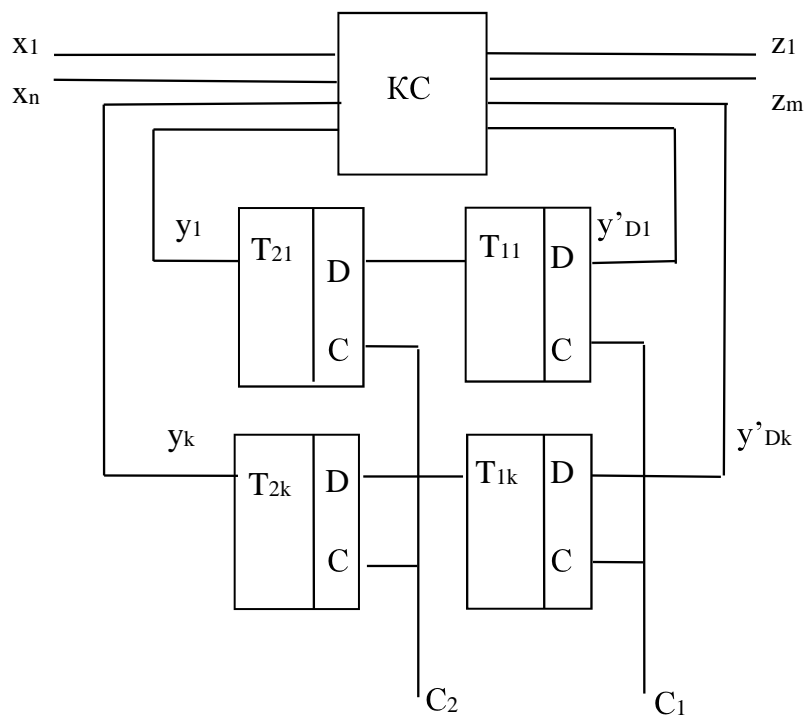 x1 z1
xn КС zm
y1 T21 D T11 D y’D1
C C
yk T2k D T1k D y’Dk
C C
C2 C1